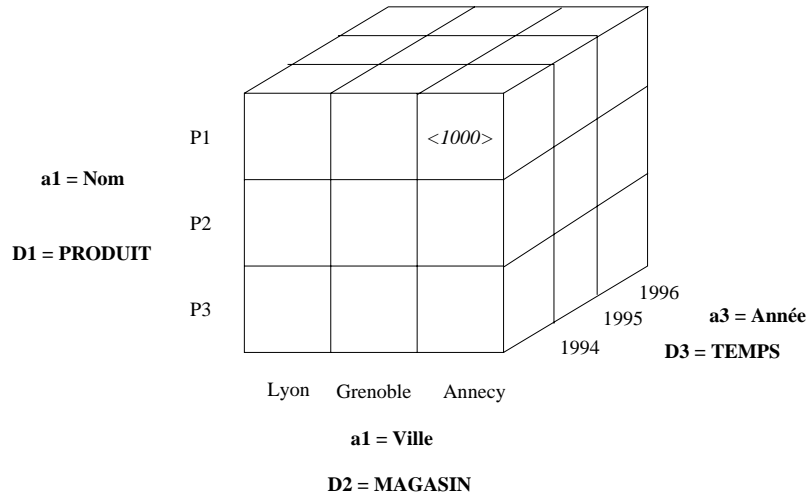 P1
<1000>
a1 = Nom
P2
D1 = PRODUIT
P3
1996
1995
a3 = Année
1994
D3 = TEMPS
Lyon Grenoble Annecy
a1 = Ville
D2 = MAGASIN